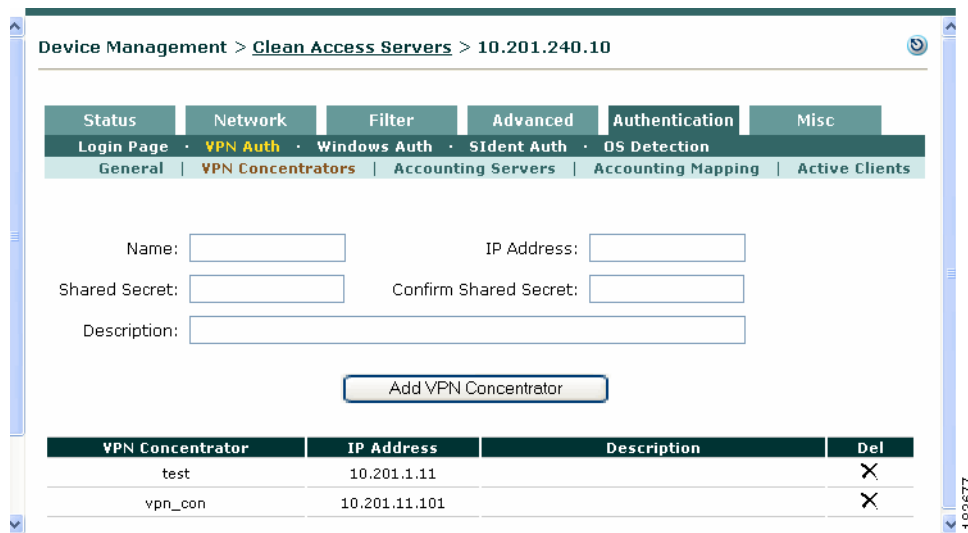 Device Management > Clean Access Servers > 10.201.240.10
Status Network Filter Advanced Authentication Misc
Login Page · VPN Auth · Windows Auth · SIdent Auth · OS Detection
General | VPN Concentrators | Accounting Servers | Accounting Mapping | Active Clients
Name: IP Address:
Shared Secret: Confirm Shared Secret:
Description:
Add VPN Concentrator
VPN Concentrator IP Address Description Del
test 10.201.1.11
vpn_con 10.201.11.101
183677